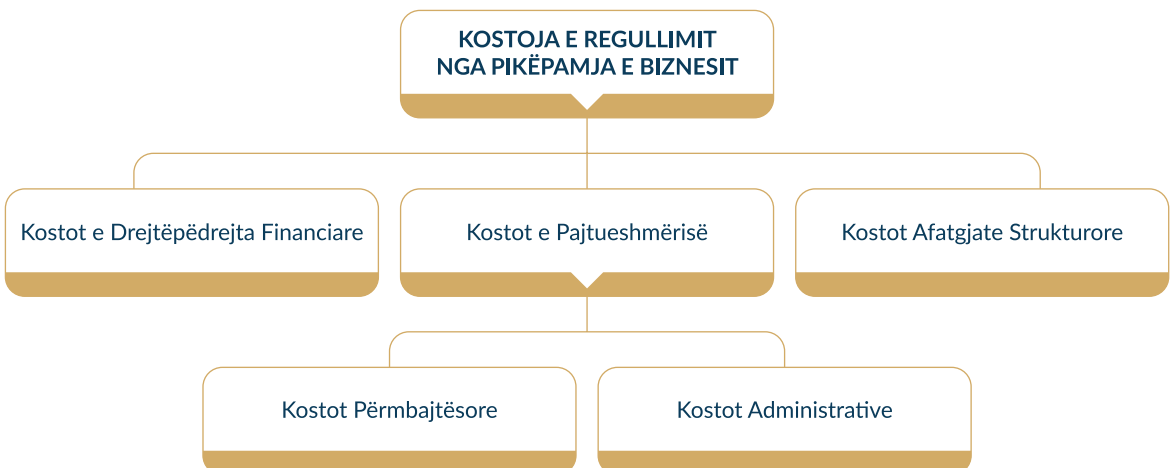 KOSTOJA E REGULLIMIT
NGA PIKËPAMJA E BIZNESIT
Kostot e Drejtëpëdrejta Financiare
Kostot e Pajtueshmërisë
Kostot Afatgjate Strukturore
Kostot Përmbajtësore
Kostot Administrative